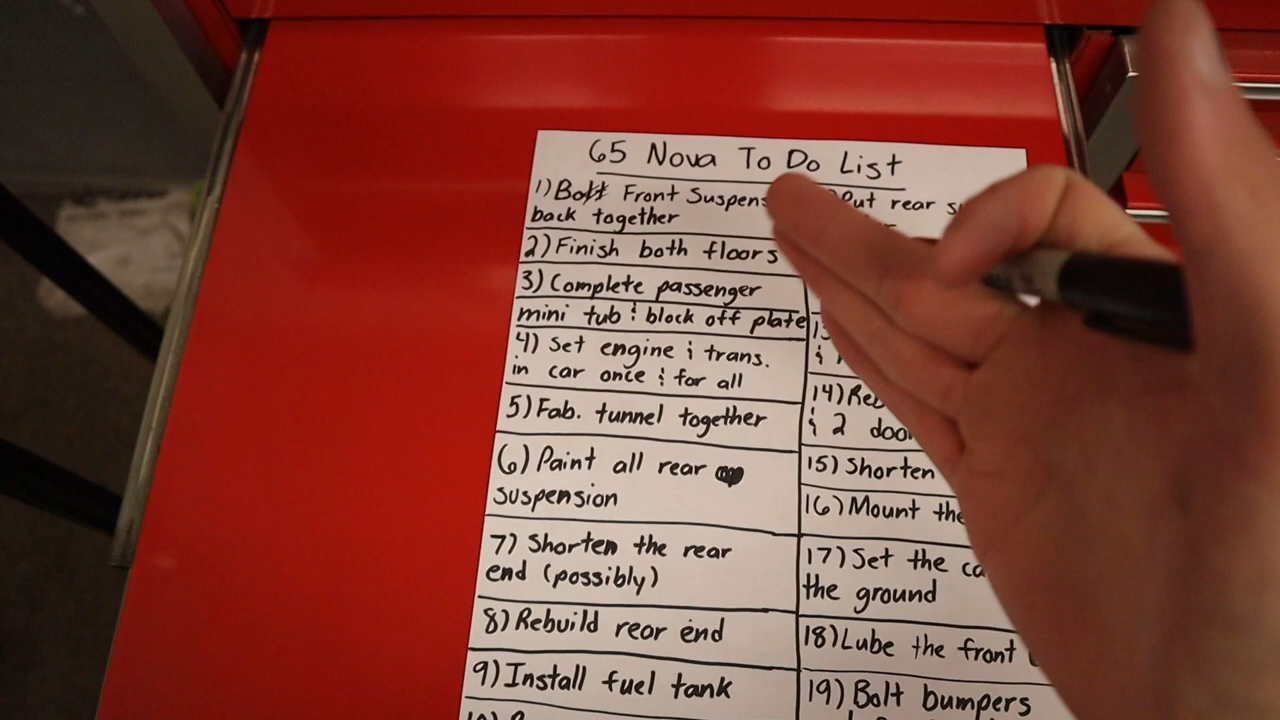 65 Nova To Do List
1) Bolt Front Suspens
back together
2) Finish both floors
3) Complete passenger
mini tub & block off plate
4) Set engine & trans.
in car once & for all
5) Fab. tunnel together
6) Paint all rear
suspension
7) Shorten the rear
end (possibly)
8) Rebuild rear end
9) Install fuel tank
Put rear s
13
14) Reb
& 2 doo
15) Shorten
16) Mount the
17) Set the ca
the ground
18) Lube the front
19) Bolt bumpers